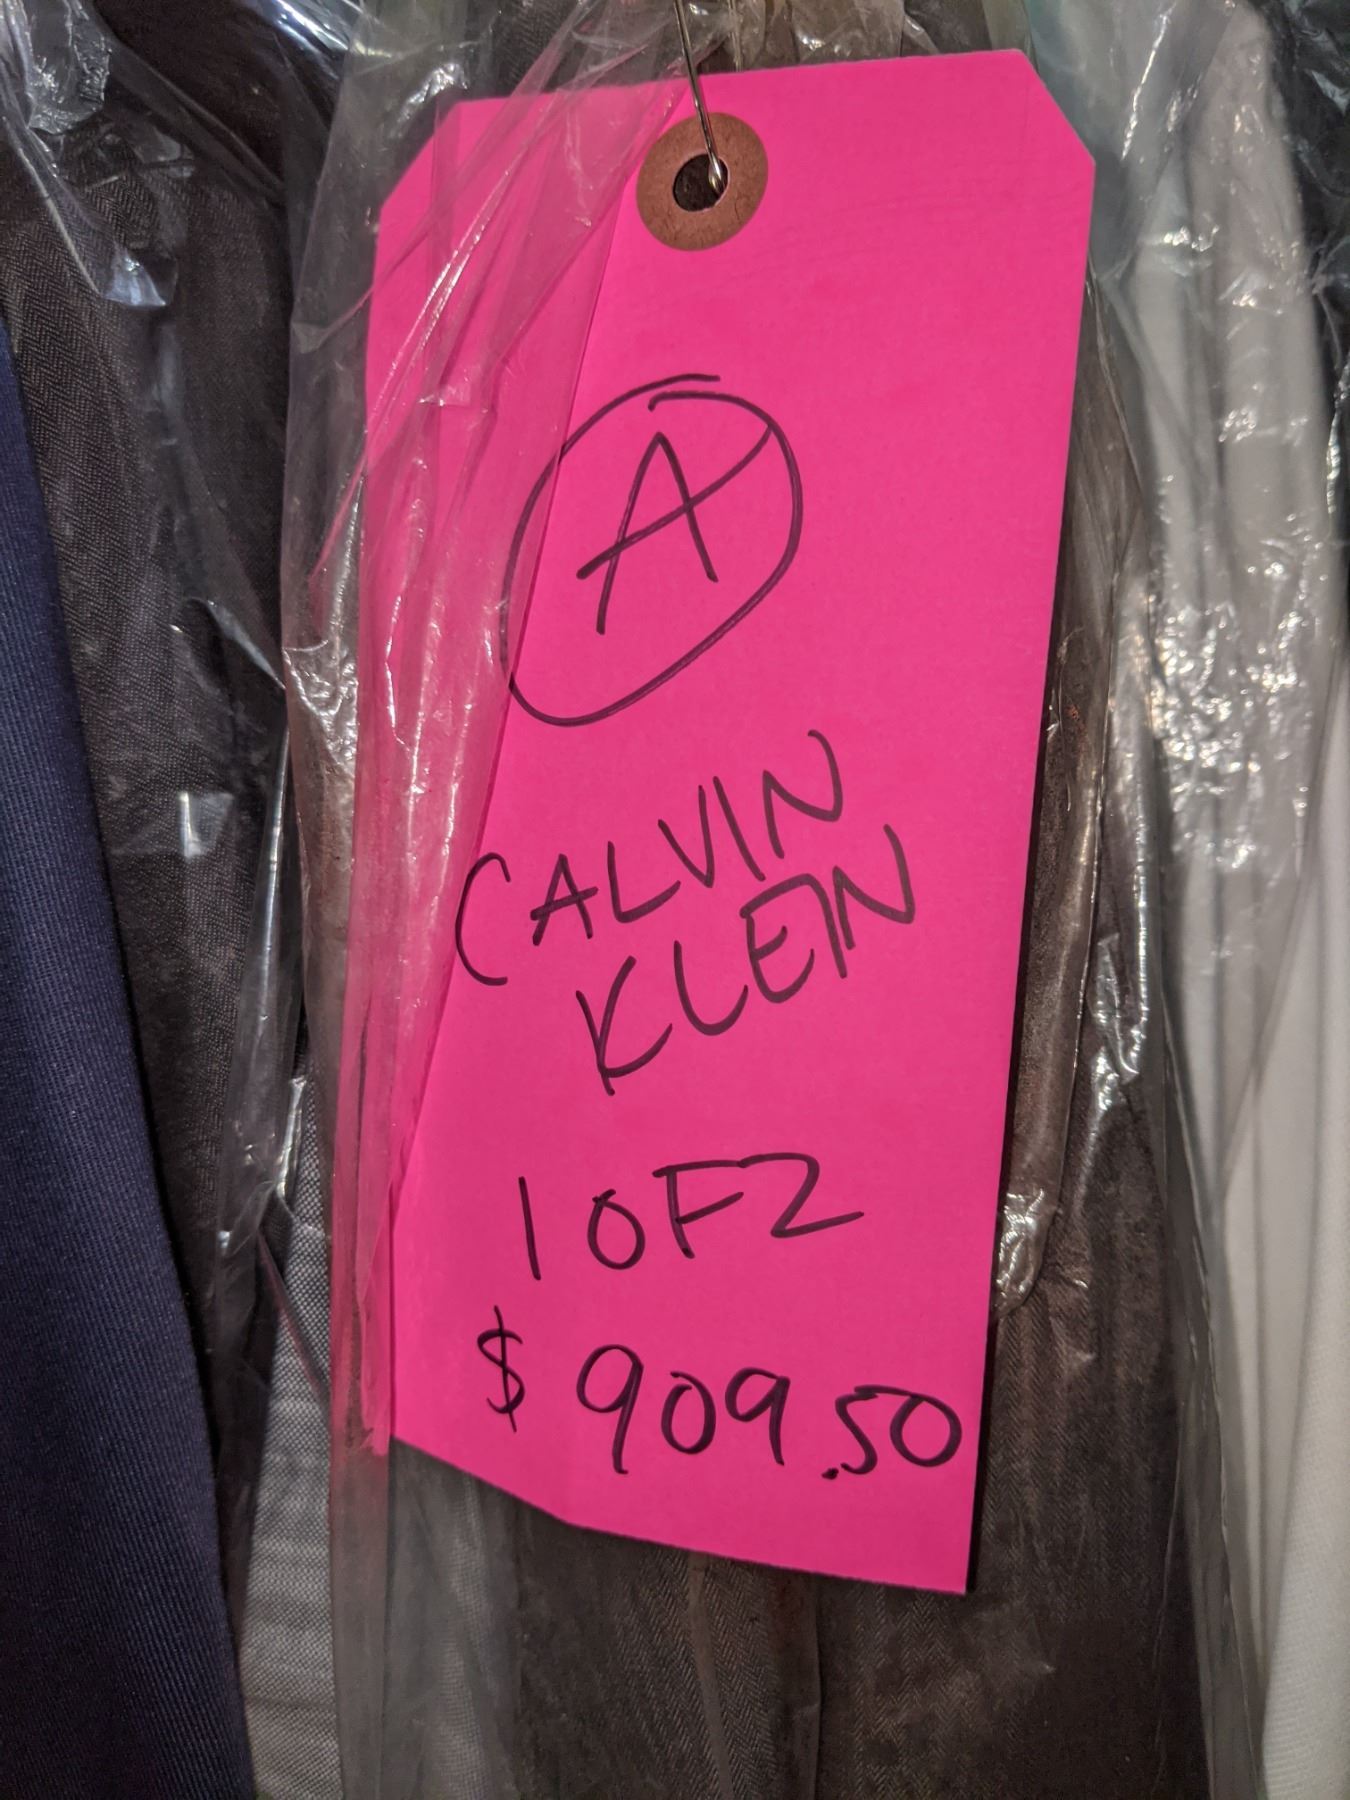 A
CALVIN
KLEIN
1 OF 2
$909.50